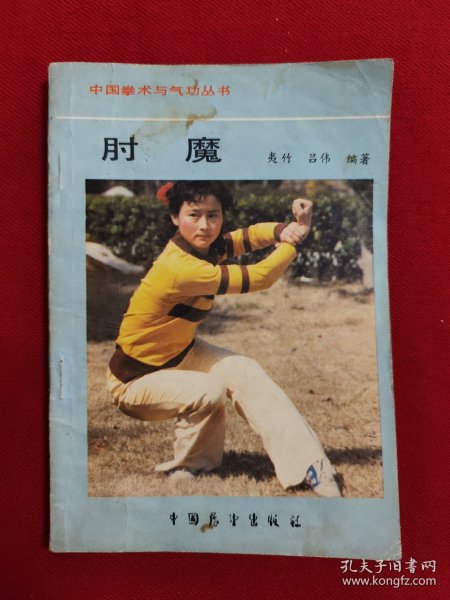 中国拳术与气功丛书
肘 魔 夷竹 吕伟 编著
中国展望出版社
孔夫子旧书网
www.kongfz.com